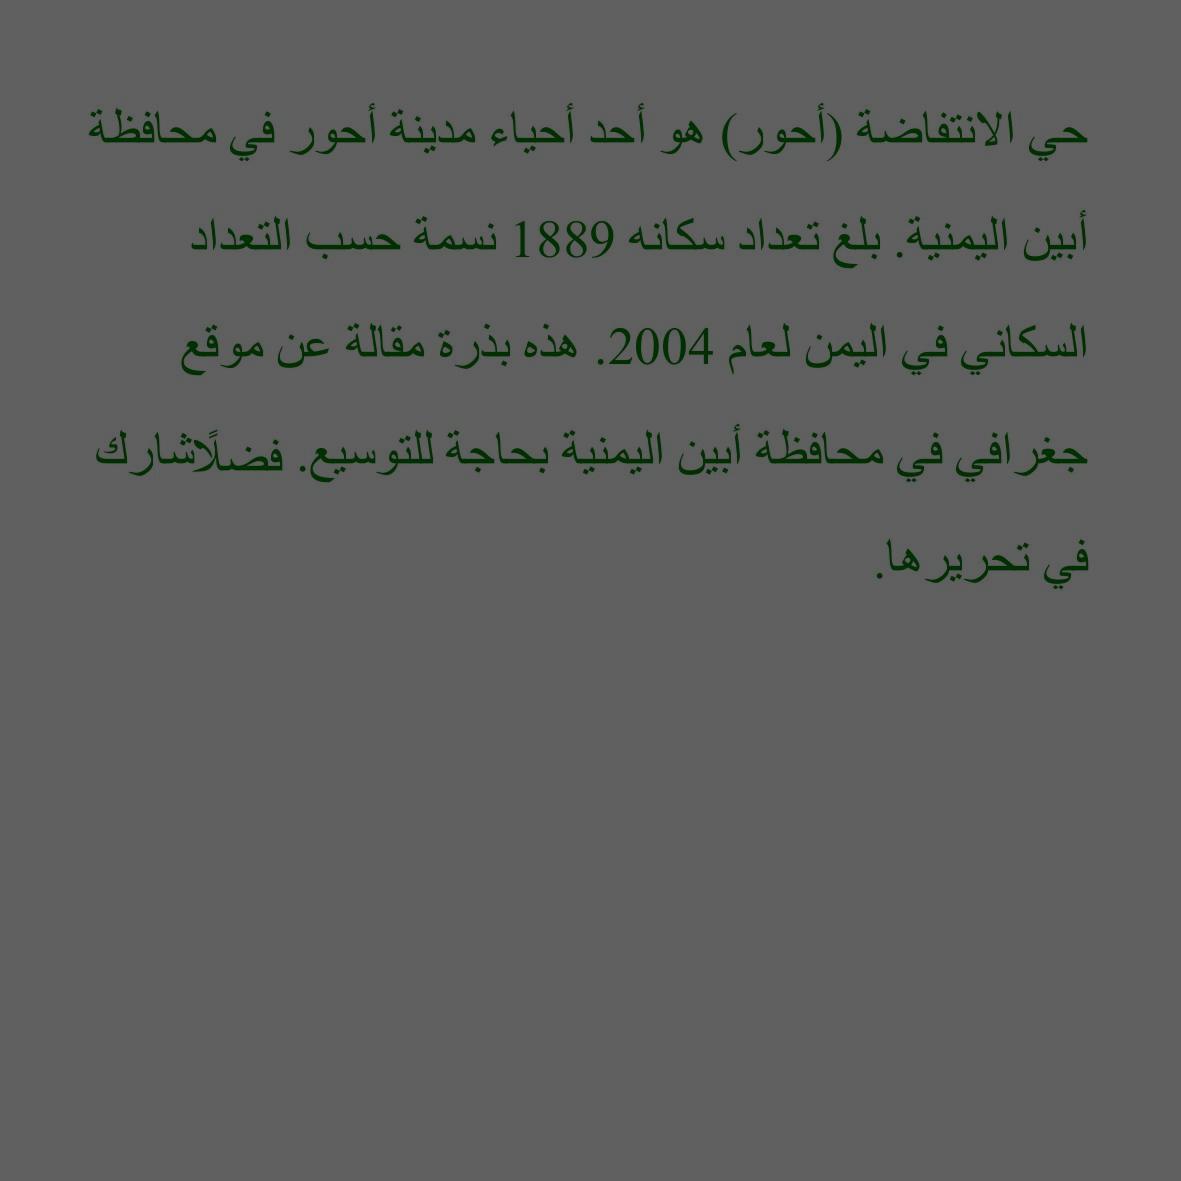 حي الانتفاضة (أحور) هو أحد أحياء مدينة أحور في محافظة
أبين اليمنية. بلغ تعداد سكانه 1889 نسمة حسب التعداد
السكاني في اليمن لعام 2004. هذه بذرة مقالة عن موقع
جغرافي في محافظة أبين اليمنية بحاجة للتوسيع. فضلًاشارك
في تحريرها.